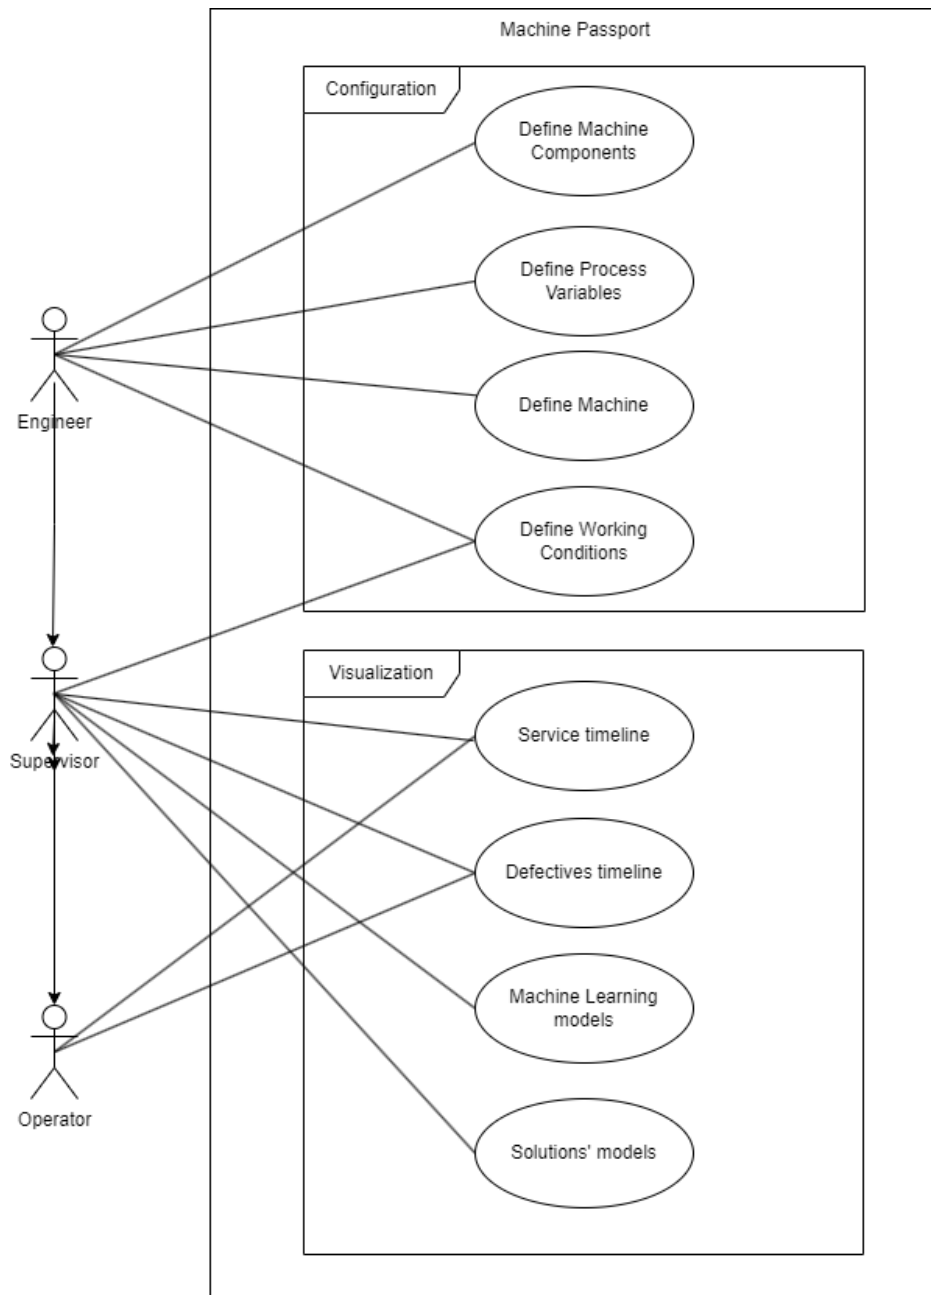 Machine Passport
Configuration
Define Machine
Components
Define Process
Variables
Define Machine
Define Working
Conditions
Engineer
Supervisor
Operator
Visualization
Service timeline
Defectives timeline
Machine Learning
models
Solutions' models